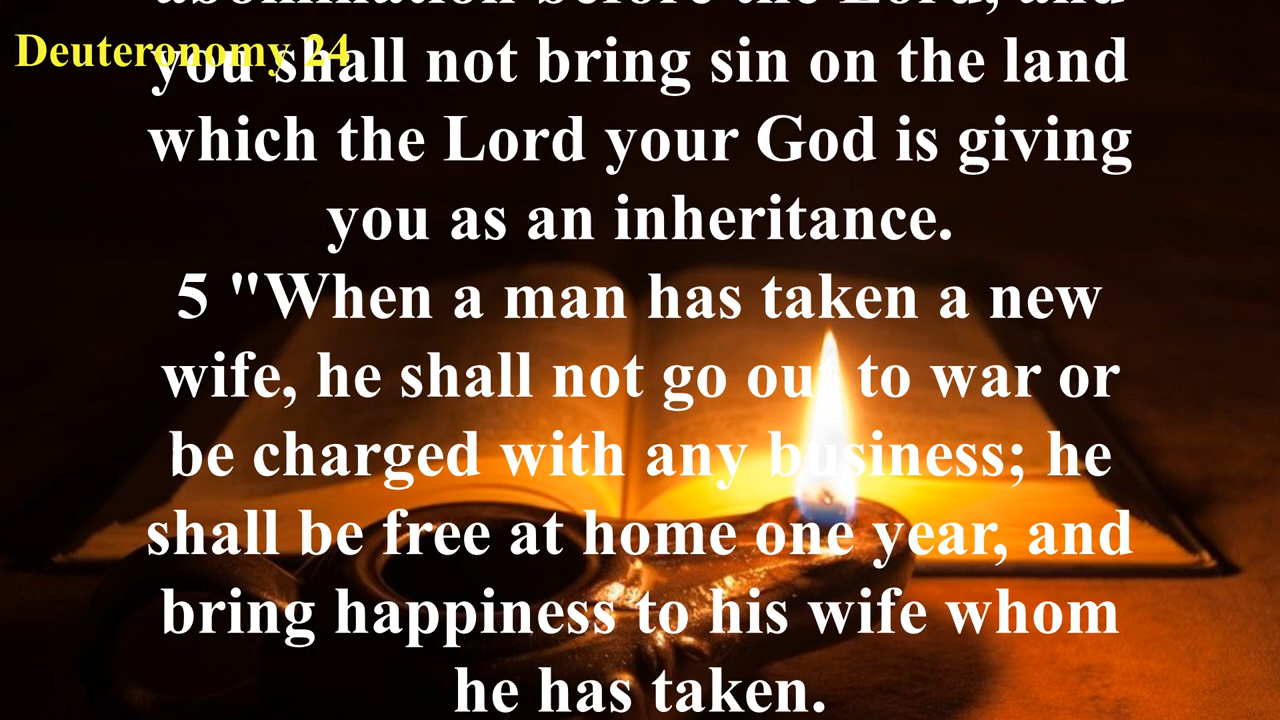 abomination before the Lord, and
Deuteronomy 24
you shall not bring sin on the land
which the Lord your God is giving
you as an inheritance.
5 "When a man has taken a new
wife, he shall not go out to war or
be charged with any business; he
shall be free at home one year, and
bring happiness to his wife whom
he has taken.